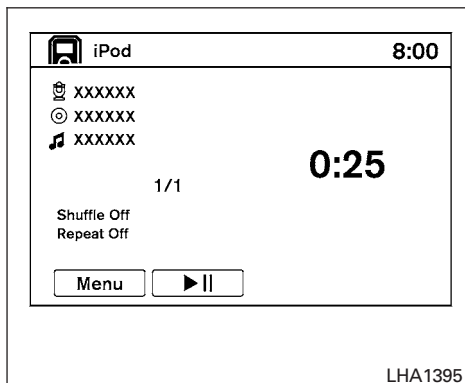 iPod 8:00
XXXXXX
XXXXXX
XXXXXX
0:25
1/1
Shuffle Off
Repeat Off
Menu
LHA1395